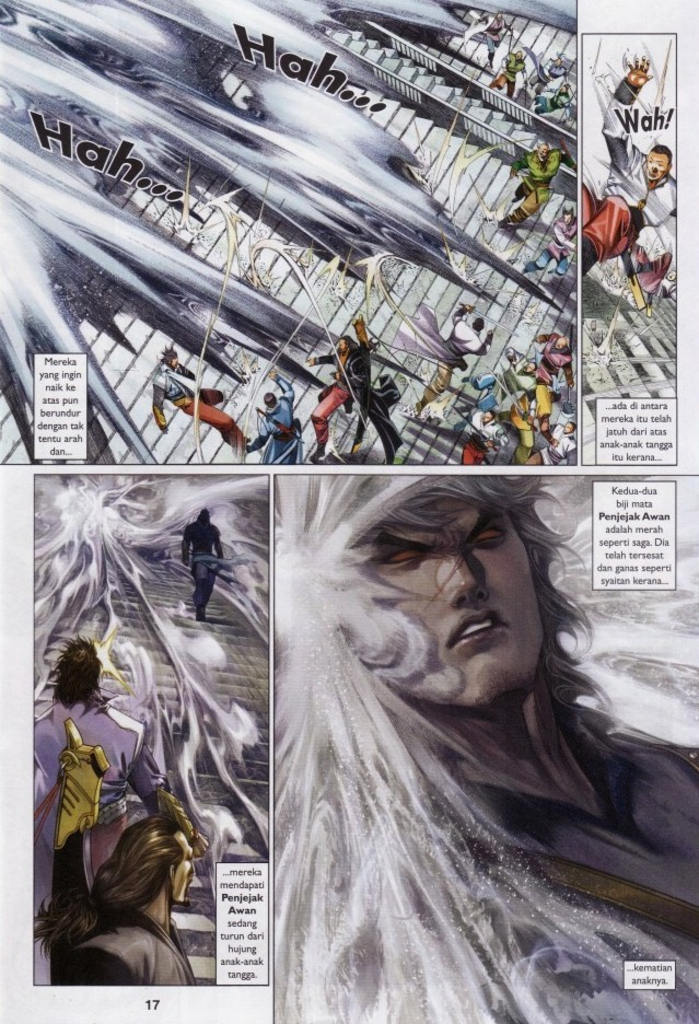 Hah...
Hah...
Mereka
yang ingin
naik ke
atas pun
berundur
dengan tak
tentu arah
dan...
Wah!
...ada di antara
mereka itu telah
jatuh dari atas
anak-anak tangga
itu kerana...
...mereka
mendapati
Penjejak
Awan
sedang
turun dari
hujung
anak-anak
tangga.
Kedua-dua
biji mata
Penjejak Awan
adalah merah
seperti saga. Dia
telah tersesat
dan ganas seperti
syaitan kerana...
...kematian
anaknya.
17